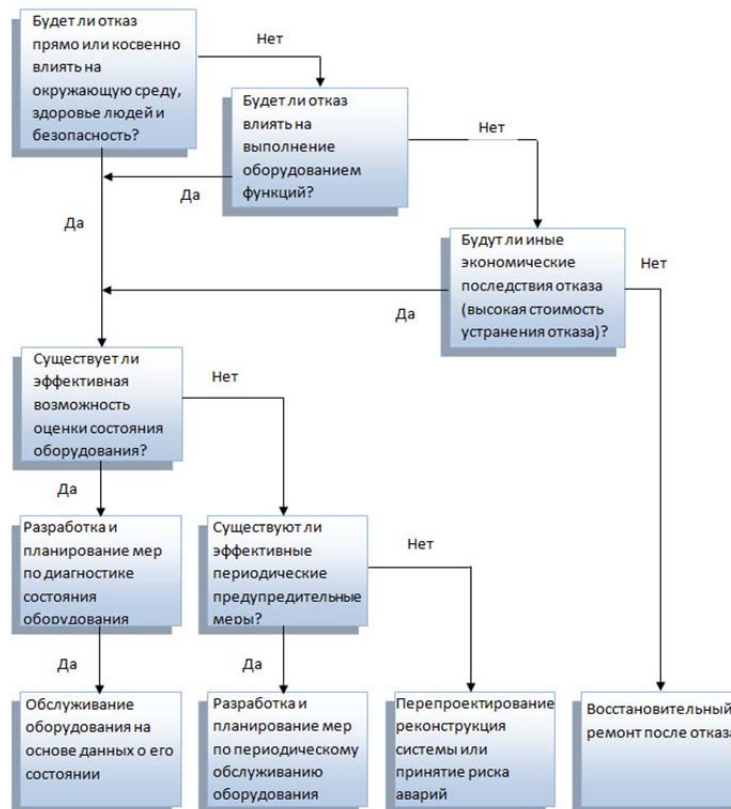 Будет ли отказ
прямо или косвенно
влиять на
окружающую среду,
здоровье людей и
безопасность?
Нет
Будет ли отказ
влиять на
выполнение
оборудованием
функций?
Нет
Да
Да
Будут ли иные
экономические
последствия отказа
(высокая стоимость
устранения отказа)?
Нет
Да
Существует ли
эффективная
возможность
оценки состояния
оборудования?
Нет
Да
Разработка и
планирование мер
по диагностике
состояния
оборудования
Существуют ли
эффективные
периодические
предупредительные
меры?
Нет
Да
Да
Обслуживание
оборудования на
основе данных о его
состоянии
Разработка и
планирование мер
по периодическому
обслуживанию
оборудования
Перепроектирование
реконструкция
системы или
принятие риска
аварий
Восстановительный
ремонт после отказа